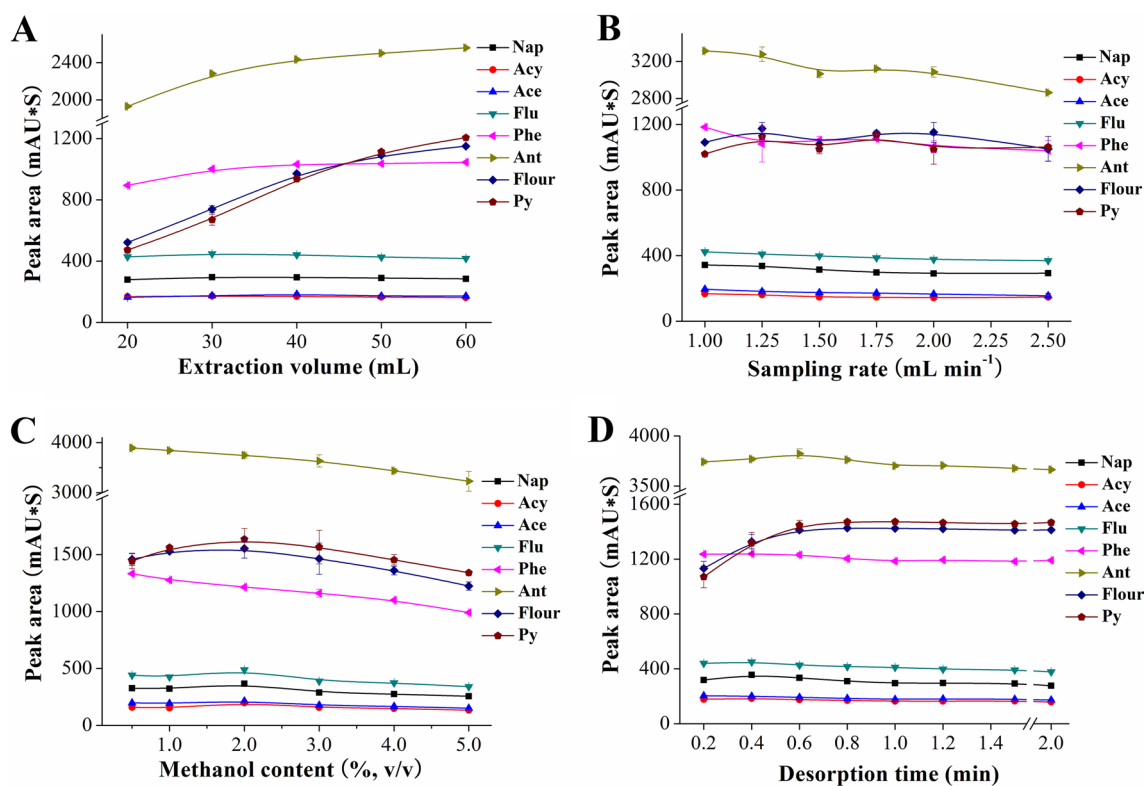 A
Peak area (mAU*S)
2400
2000
1200
800
400
0
20 30 40 50 60
Extraction volume (mL)
Nap
Acy
Ace
Flu
Phe
Ant
Flour
Py
B
Peak area (mAU*S)
3200
2800
1200
800
400
0
1.00 1.25 1.50 1.75 2.00 2.25 2.50
Sampling rate (mL min⁻¹)
Nap
Acy
Ace
Flu
Phe
Ant
Flour
Py
C
Peak area (mAU*S)
4000
3000
1500
1000
500
0
1.0 2.0 3.0 4.0 5.0
Methanol content (%, v/v)
Nap
Acy
Ace
Flu
Phe
Ant
Flour
Py
D
Peak area (mAU*S)
4000
3500
1600
1200
800
400
0
0.2 0.4 0.6 0.8 1.0 1.2 1.4 2.0
Desorption time (min)
Nap
Acy
Ace
Flu
Phe
Ant
Flour
Py